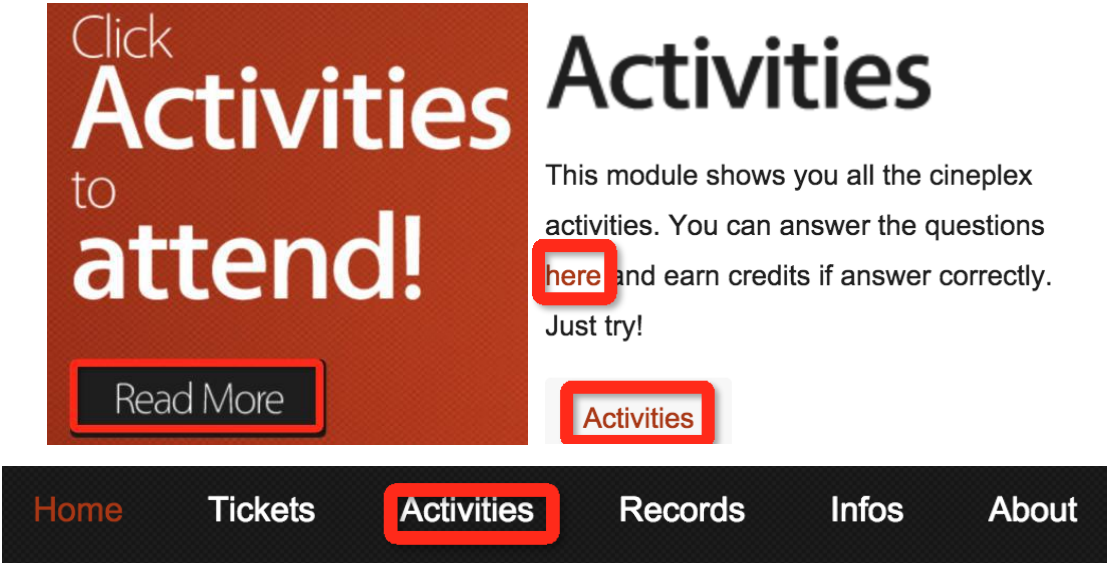 Click
Activities
to
attend!
Read More
Activities
This module shows you all the cineplex
activities. You can answer the questions
here and earn credits if answer correctly.
Just try!
Activities
Home Tickets Activities Records Infos About